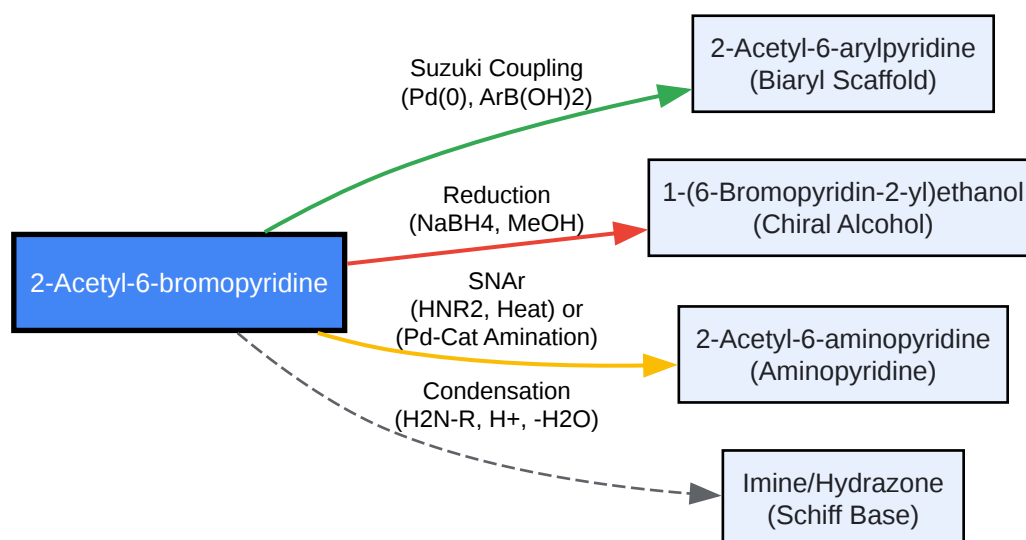 2-Acetyl-6-bromopyridine
Suzuki Coupling
(Pd(0), ArB(OH)2)
2-Acetyl-6-arylpyridine
(Biaryl Scaffold)
Reduction
(NaBH4, MeOH)
1-(6-Bromopyridin-2-yl)ethanol
(Chiral Alcohol)
SNAr
(HNR2, Heat) or
(Pd-Cat Amination)
2-Acetyl-6-aminopyridine
(Aminopyridine)
Condensation
(H2N-R, H+, -H2O)
Imine/Hydrazone
(Schiff Base)